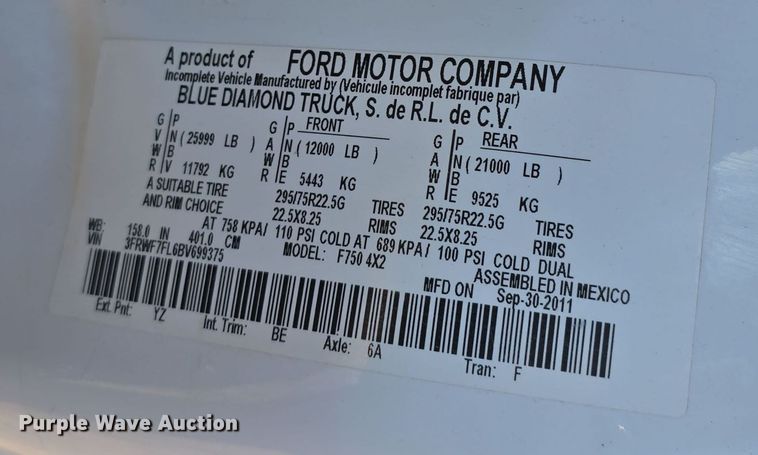 A product of FORD MOTOR COMPANY
Incomplete Vehicle Manufactured by (Vehicule incomplet fabrique par)
BLUE DIAMOND TRUCK, S. de R.L. de C.V.
G P G P FRONT G P REAR
V N (25999 LB) A N (12000 LB) A N (21000 LB)
W B W B W B
R V 11792 KG R E 5443 KG R E 9525 KG
A SUITABLE TIRE 295/75R22.5G TIRES 295/75R22.5G TIRES
AND RIM CHOICE 22.5X8.25 RIMS 22.5X8.25 RIMS
AT 758 KPA/ 110 PSI COLD AT 689 KPA/ 100 PSI COLD DUAL
WB: 158.0 IN 401.0 CM ASSEMBLED IN MEXICO
VIN 3FRWF7FL6BV699375 MODEL: F750 4X2 MFD ON Sep-30-2011
Ext. Pnt: YZ Int. Trim: BE Axle: 6A Tran: F
Purple Wave Auction